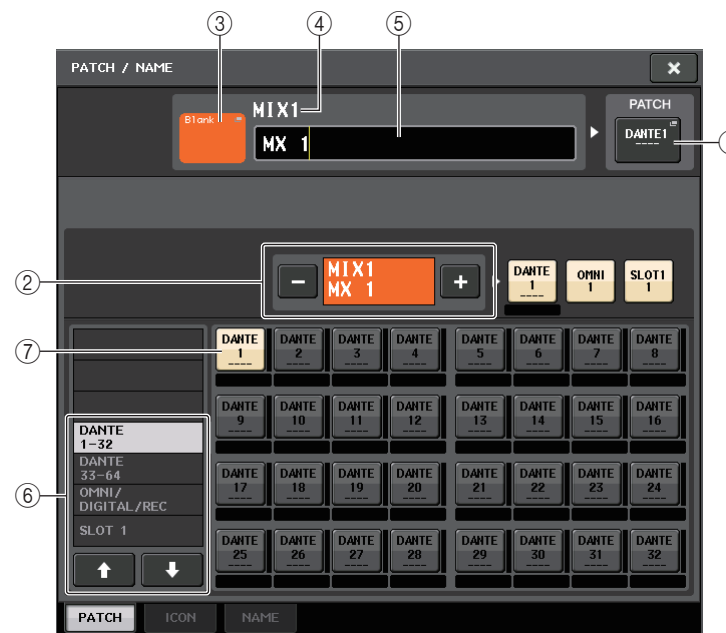 ③ ④ ⑤
PATCH / NAME
Blank
MIX1
MX 1
PATCH
DANTE1
----
②
MIX1
MX 1
DANTE 1 ----
OMNI 1
SLOT1 1
⑦
DANTE 1 ---- DANTE 2 ---- DANTE 3 ---- DANTE 4 ---- DANTE 5 ---- DANTE 6 ---- DANTE 7 ---- DANTE 8 ----
DANTE 9 ---- DANTE 10 ---- DANTE 11 ---- DANTE 12 ---- DANTE 13 ---- DANTE 14 ---- DANTE 15 ---- DANTE 16 ----
DANTE 17 ---- DANTE 18 ---- DANTE 19 ---- DANTE 20 ---- DANTE 21 ---- DANTE 22 ---- DANTE 23 ---- DANTE 24 ----
DANTE 25 ---- DANTE 26 ---- DANTE 27 ---- DANTE 28 ---- DANTE 29 ---- DANTE 30 ---- DANTE 31 ---- DANTE 32 ----
⑥
DANTE
1-32
DANTE
33-64
OMNI/
DIGITAL/REC
SLOT 1
PATCH ICON NAME